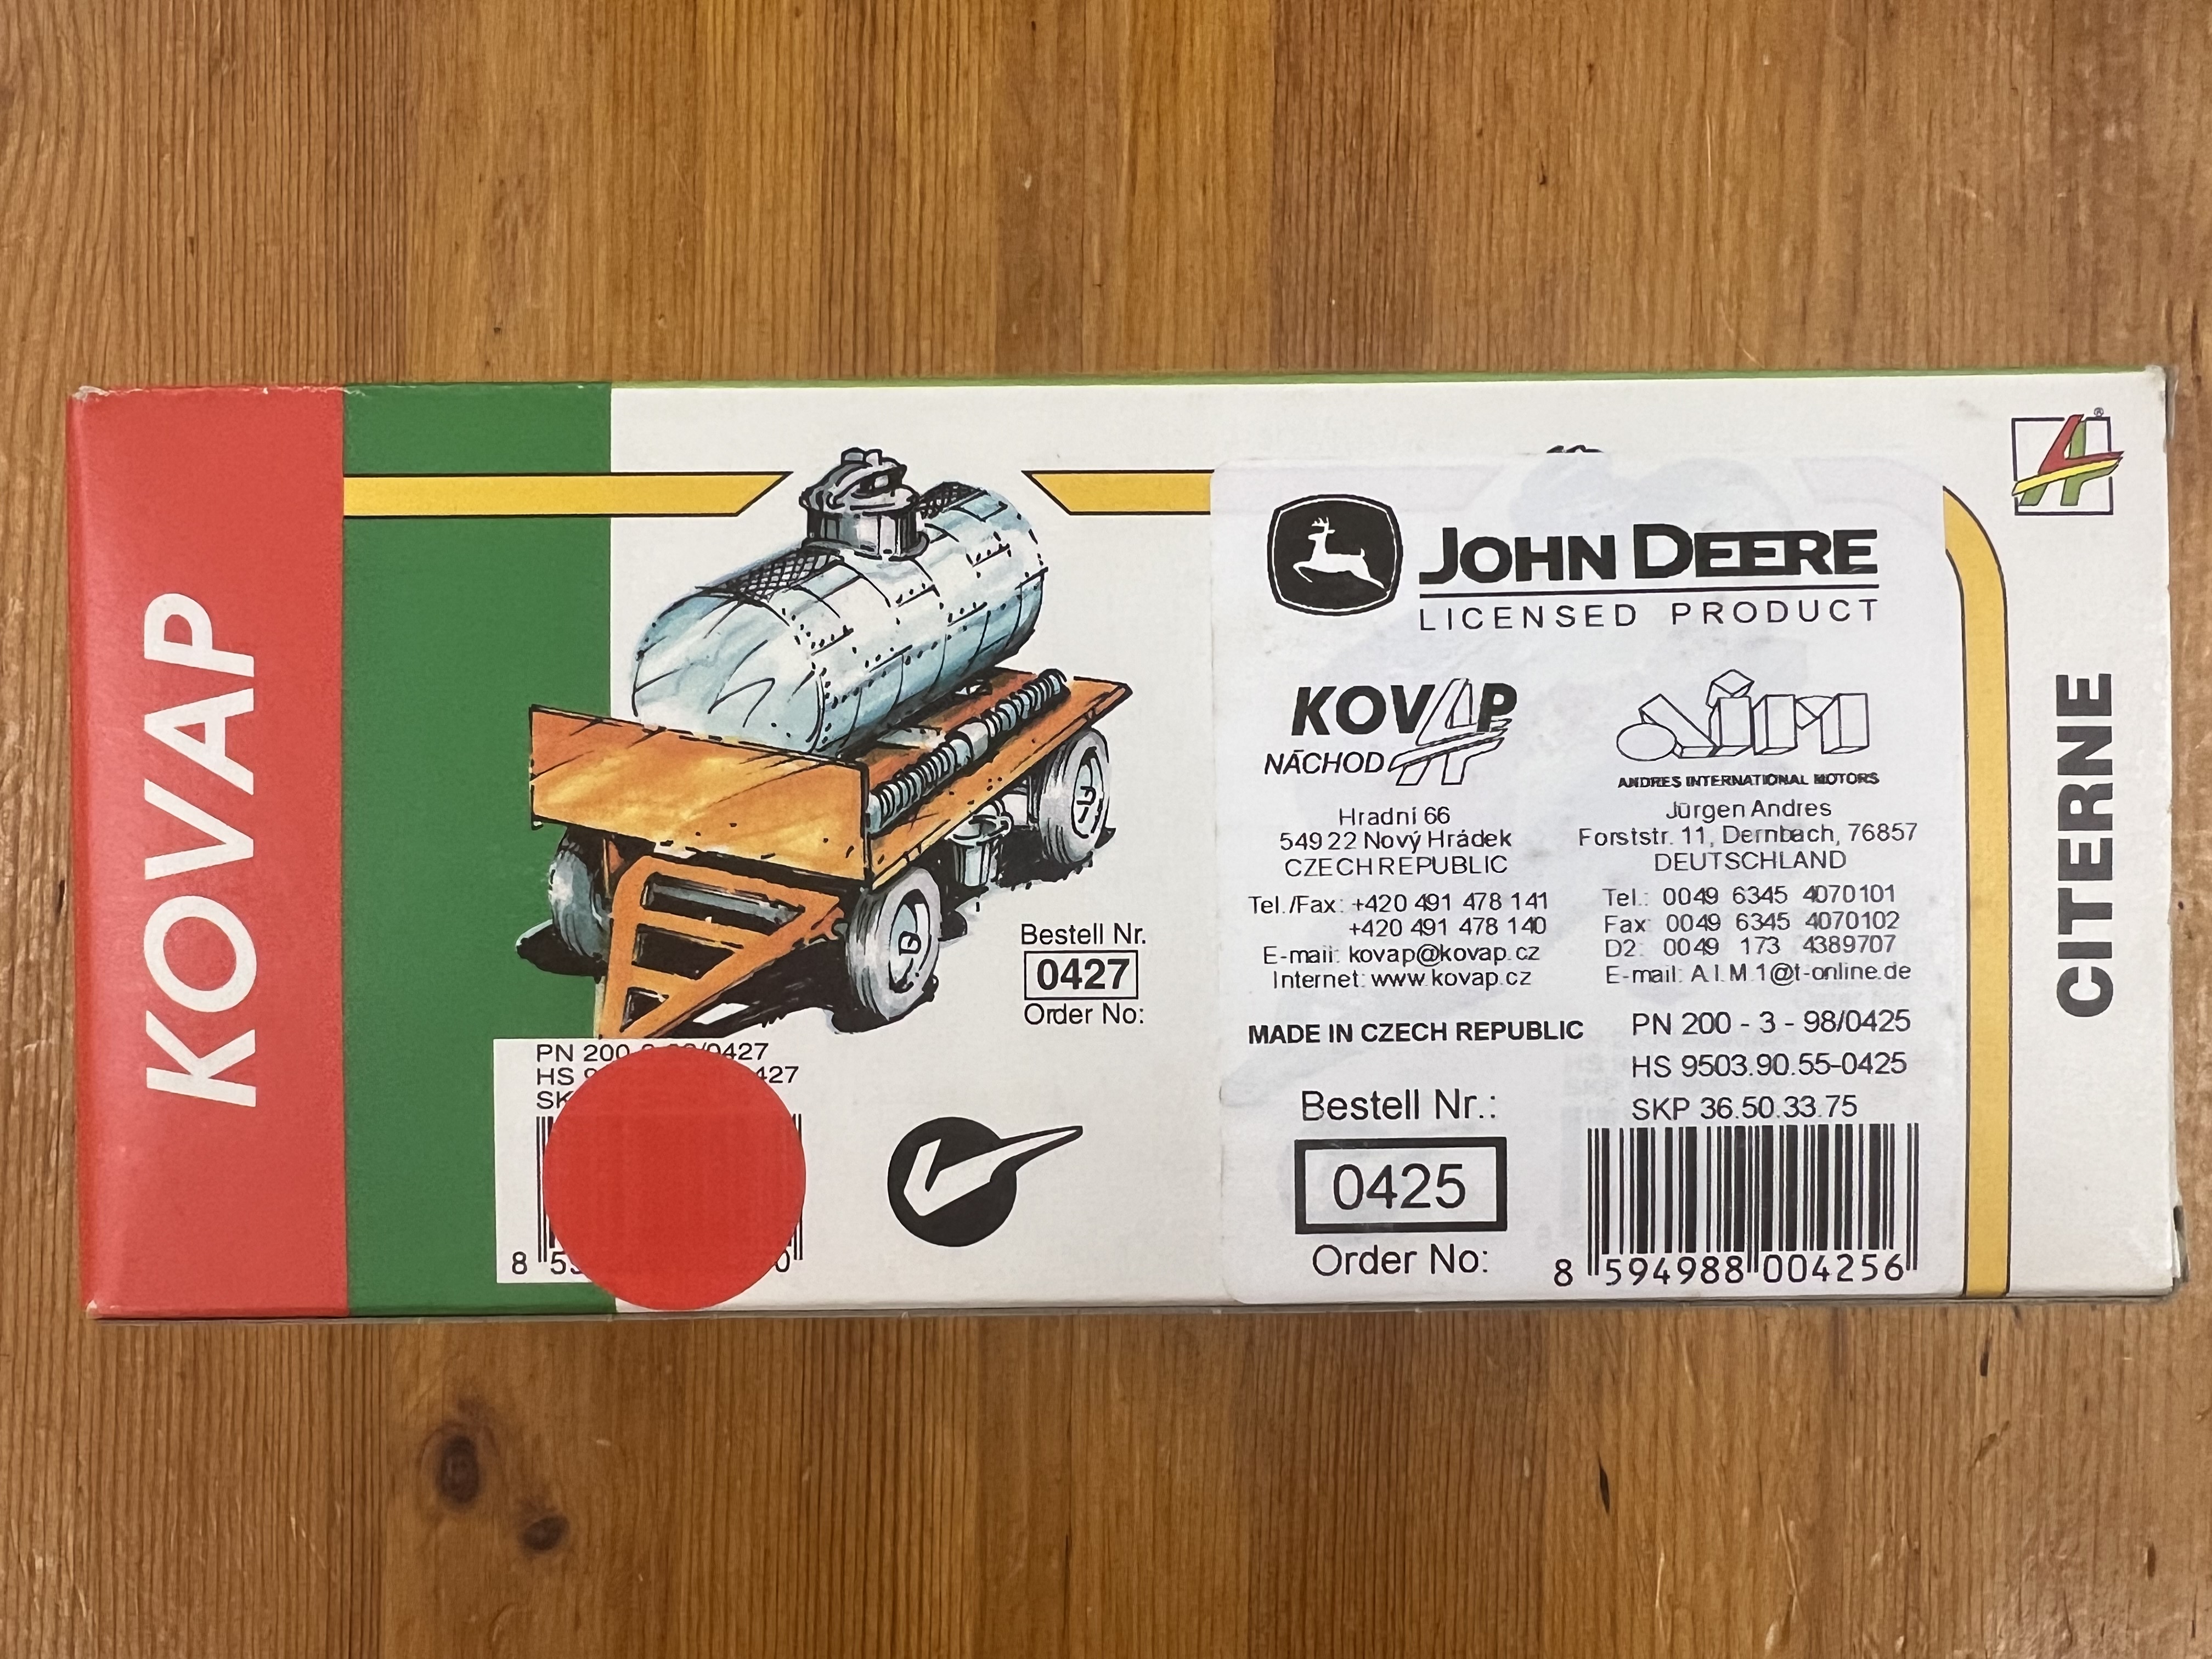 KOVAP
Bestell Nr.
0427
Order No:
PN 200 /0427
HS 427
8
JOHN DEERE
LICENSED PRODUCT
KOVAP
NÁCHOD
Hradní 66
549 22 Nový Hrádek
CZECH REPUBLIC
Tel./Fax: +420 491 478 141
+420 491 478 140
E-mail: kovap@kovap.cz
Internet: www.kovap.cz
AIM
ANDRES INTERNATIONAL MOTORS
Jürgen Andres
Forststr. 11, Dernbach, 76857
DEUTSCHLAND
Tel.: 0049 6345 4070101
Fax: 0049 6345 4070102
D2: 0049 173 4389707
E-mail: A.I.M.1@t-online.de
MADE IN CZECH REPUBLIC
PN 200 - 3 - 98/0425
HS 9503.90.55-0425
SKP 36.50.33.75
Bestell Nr.:
0425
Order No:
8 594988 004256
CITERNE